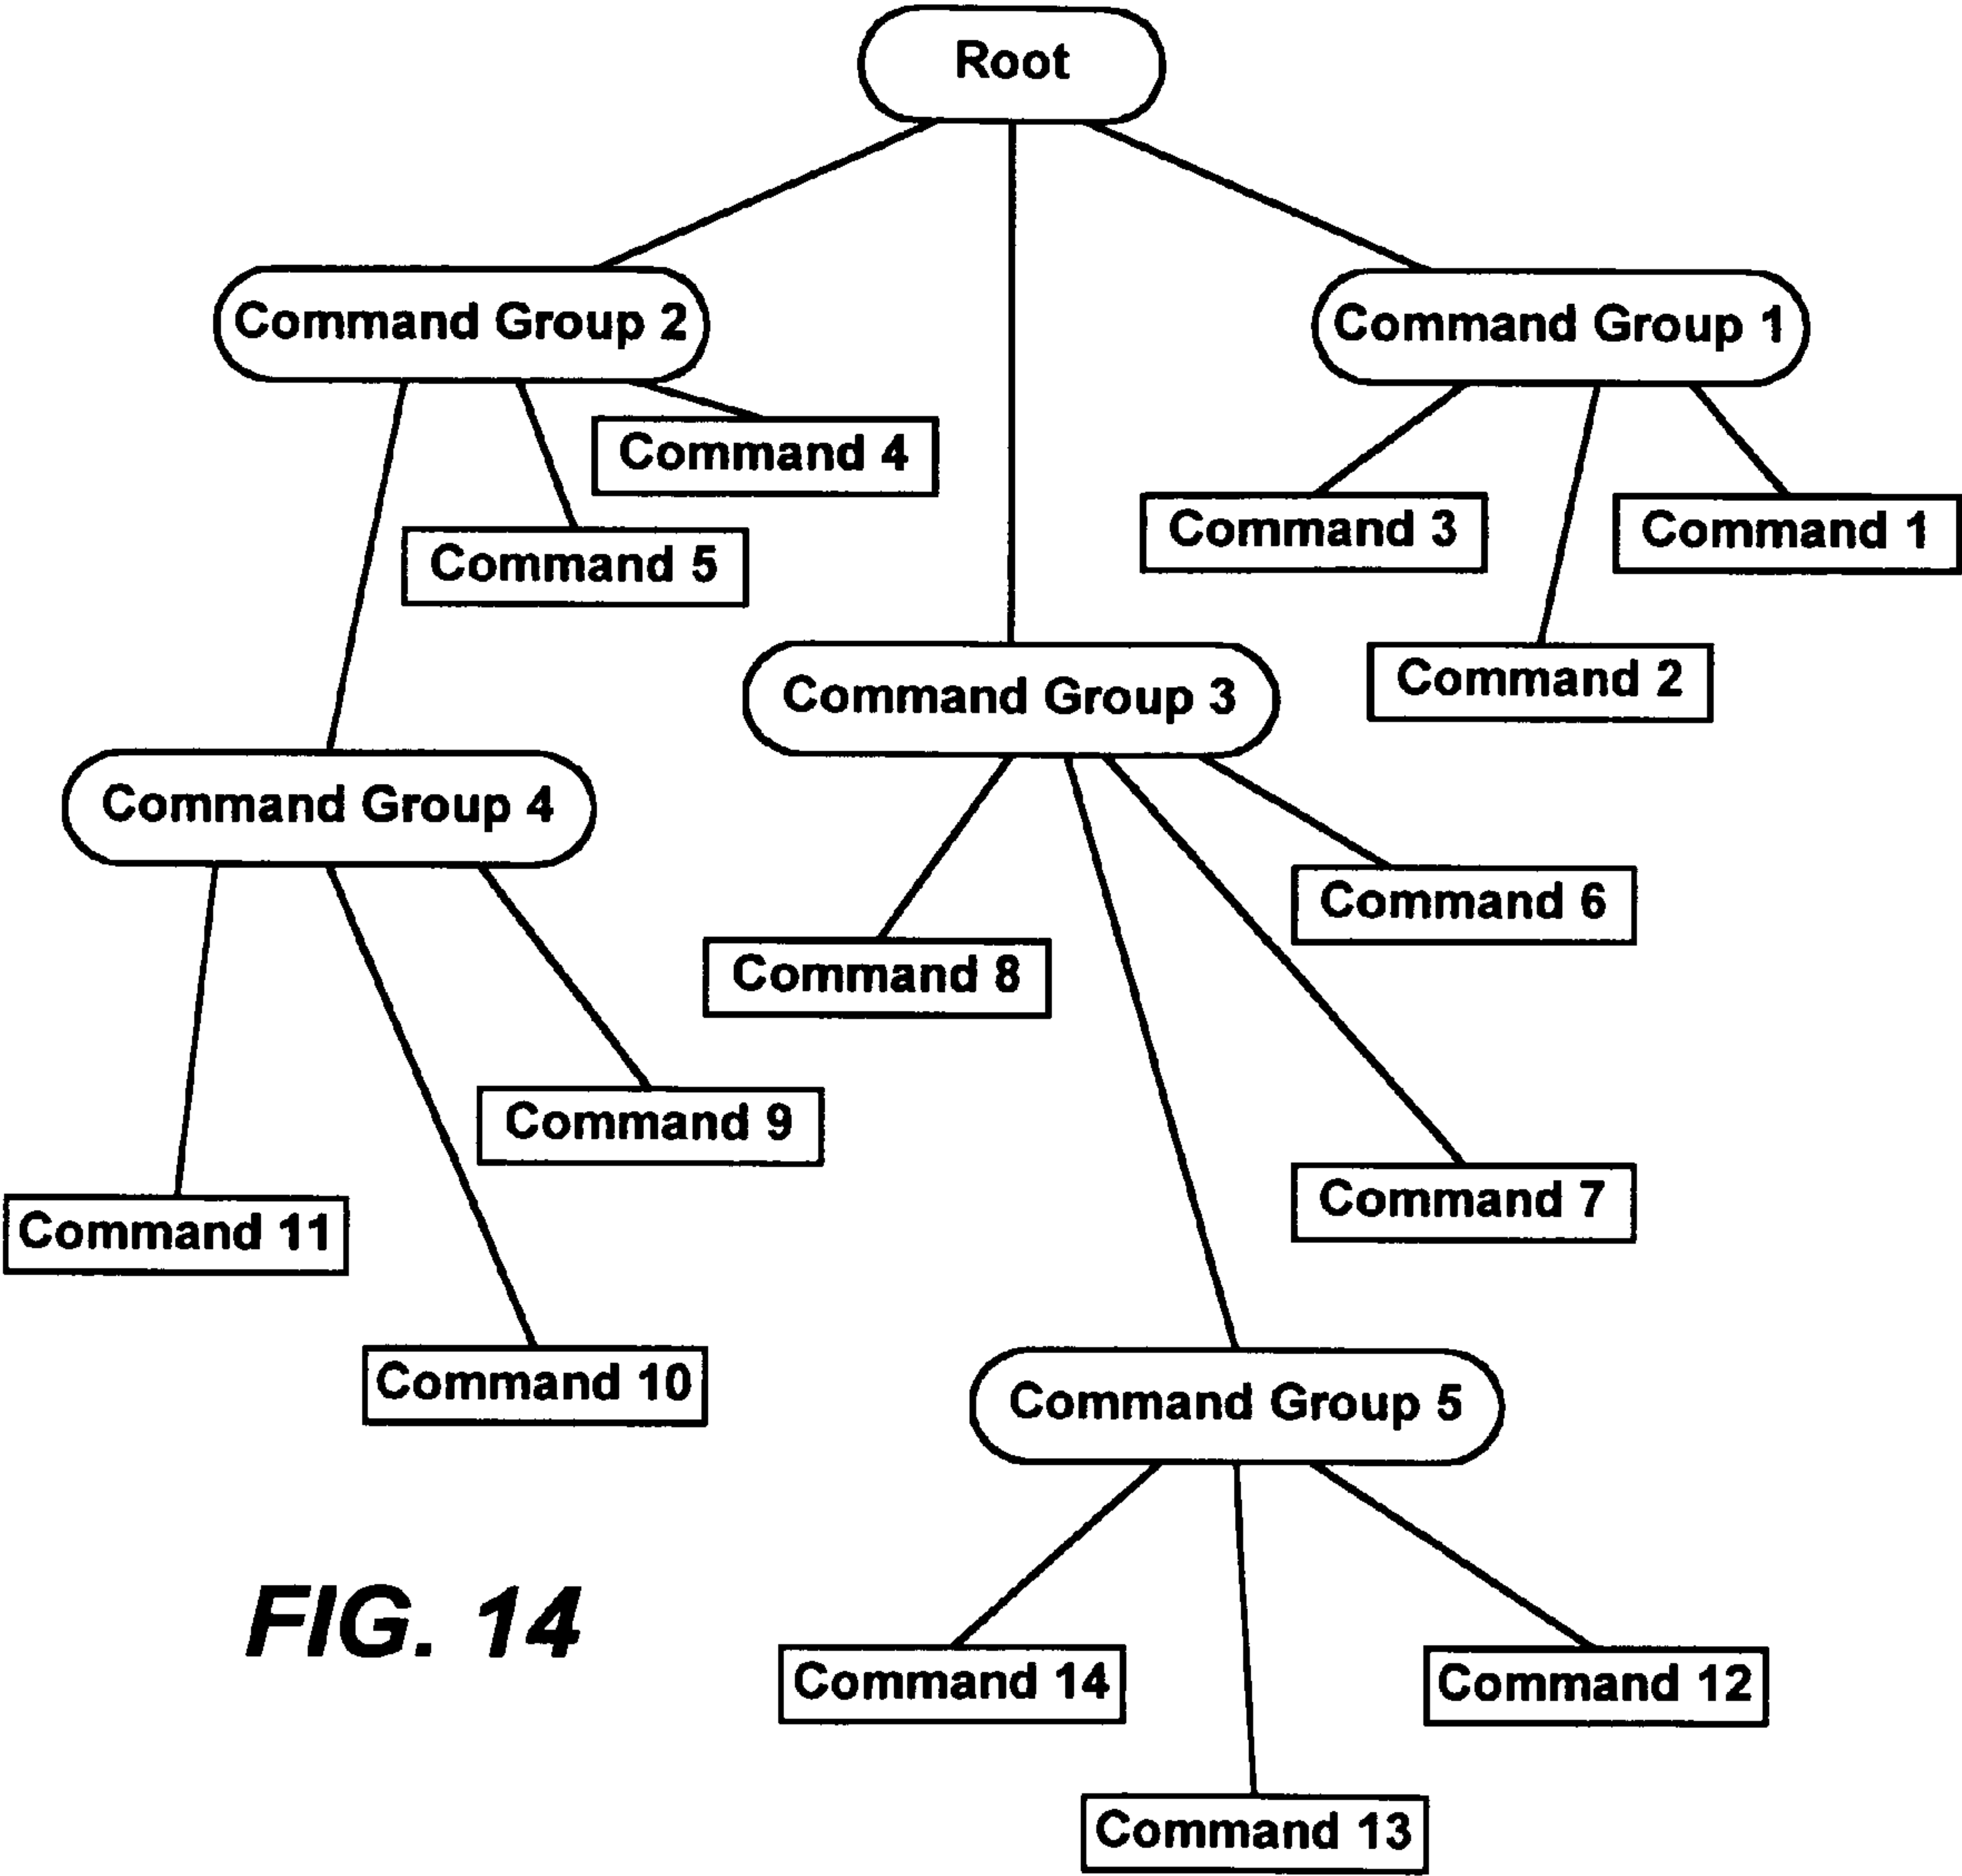 Root
Command Group 2
Command Group 1
Command 4
Command 3
Command 1
Command 5
Command 2
Command Group 3
Command Group 4
Command 6
Command 8
Command 9
Command 7
Command 11
Command 10
Command Group 5
FIG. 14
Command 14
Command 12
Command 13